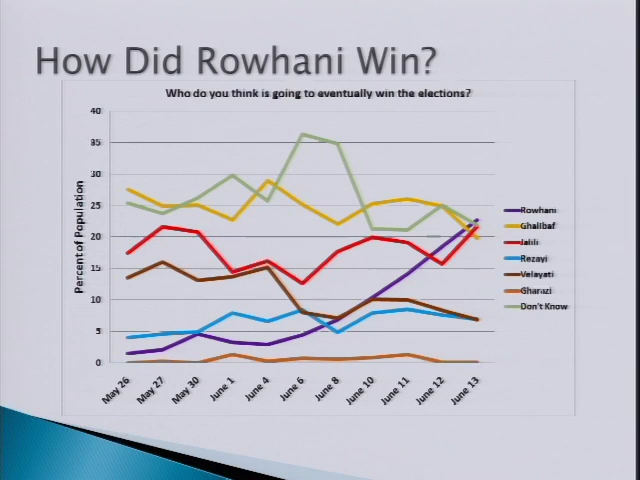 How Did Rowhani Win?
Who do you think is going to eventually win the elections?
Percent of Population
40
35
30
25
20
15
10
5
0
May 26
May 27
May 30
June 1
June 4
June 6
June 8
June 10
June 11
June 12
June 13
Rowhani
Ghalibaf
Jalili
Rezayi
Velayati
Gharazi
Don't Know